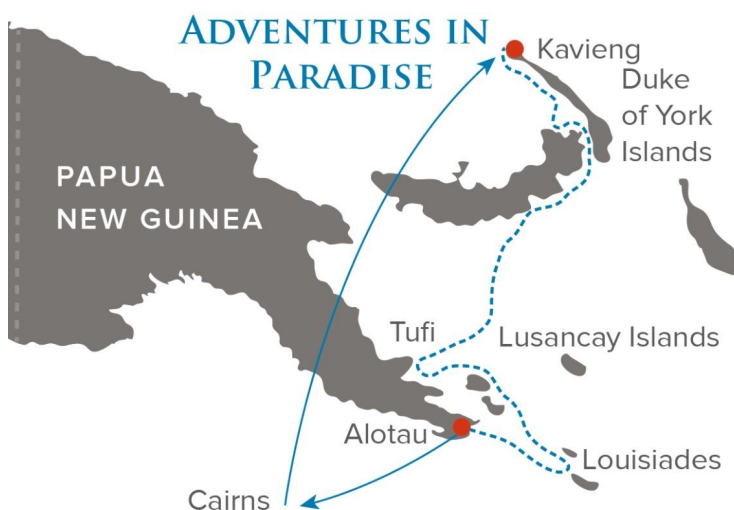 ADVENTURES IN
PARADISE
Kavieng
Duke
of York
Islands
PAPUA
NEW GUINEA
Tufi
Lusancay Islands
Alotau
Louisiades
Cairns